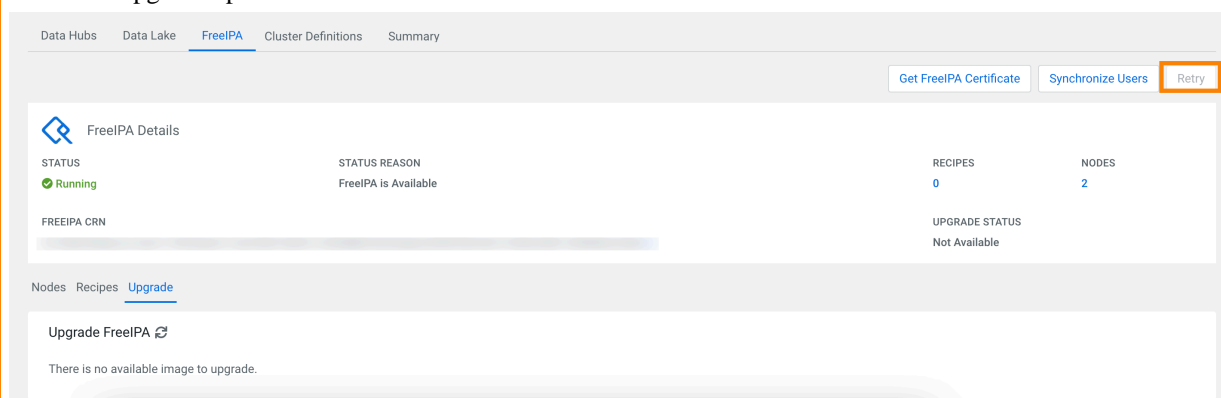 Data Hubs Data Lake FreeIPA Cluster Definitions Summary
Get FreeIPA Certificate Synchronize Users Retry
FreeIPA Details
STATUS STATUS REASON RECIPES NODES
Running FreeIPA is Available 0 2
FREEIPA CRN UPGRADE STATUS
Not Available
Nodes Recipes Upgrade
Upgrade FreeIPA
There is no available image to upgrade.